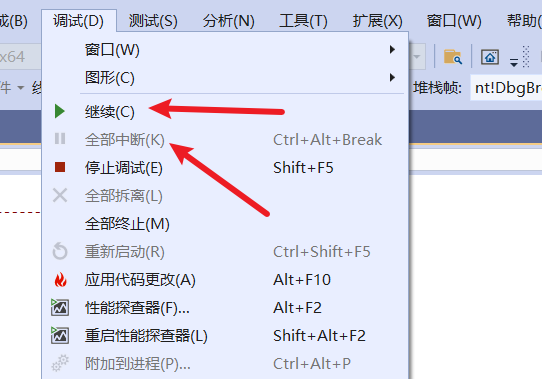 成(B) 调试(D) 测试(S) 分析(N) 工具(T) 扩展(X) 窗口(W) 帮助(
x64 窗口(W)
图形(C)
件 线 堆栈帧: nt!DbgBr
继续(C)
全部中断(K) Ctrl+Alt+Break
停止调试(E) Shift+F5
全部拆离(L)
全部终止(M)
重新启动(R) Ctrl+Shift+F5
应用代码更改(A) Alt+F10
性能探查器(F)... Alt+F2
重启性能探查器(L) Shift+Alt+F2
附加到进程(P)... Ctrl+Alt+P